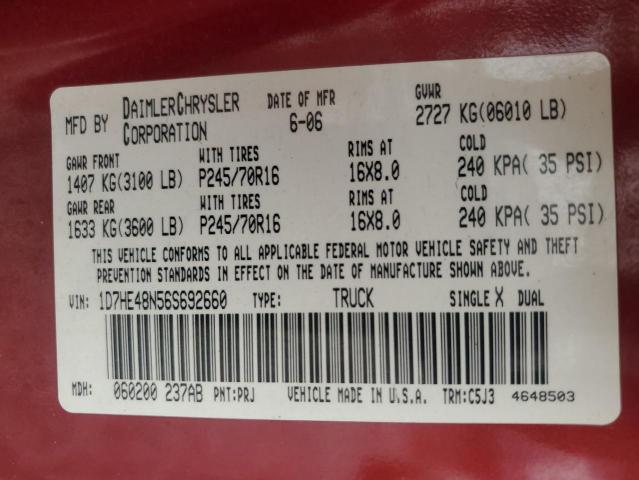 MFD BY DAIMLERCHRYSLER CORPORATION DATE OF MFR 6-06 GVWR 2727 KG(06010 LB)
GAWR FRONT WITH TIRES RIMS AT COLD
1407 KG(3100 LB) P245/70R16 16X8.0 240 KPA( 35 PSI)
GAWR REAR WITH TIRES RIMS AT COLD
1633 KG(3600 LB) P245/70R16 16X8.0 240 KPA( 35 PSI)
THIS VEHICLE CONFORMS TO ALL APPLICABLE FEDERAL MOTOR VEHICLE SAFETY AND THEFT
PREVENTION STANDARDS IN EFFECT ON THE DATE OF MANUFACTURE SHOWN ABOVE.
VIN: 1D7HE48N56S692660 TYPE: TRUCK SINGLE X DUAL
MDH: 060200 237AB PNT:PRJ VEHICLE MADE IN U.S.A. TRM:C5J3 4648503